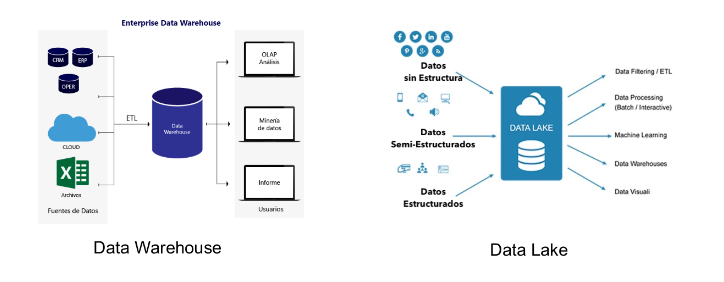 Enterprise Data Warehouse
CRM
ERP
OPER
CLOUD
Archivos
Fuentes de Datos
ETL
Data
Warehouse
OLAP
Análisis
Minería
de datos
Informe
Usuarios
Data Warehouse
Datos
sin Estructura
Datos
Semi-Estructurados
Datos
Estructurados
DATA LAKE
Data Filtering / ETL
Data Processing
(Batch / Interactive)
Machine Learning
Data Warehouses
Data Visuali
Data Lake